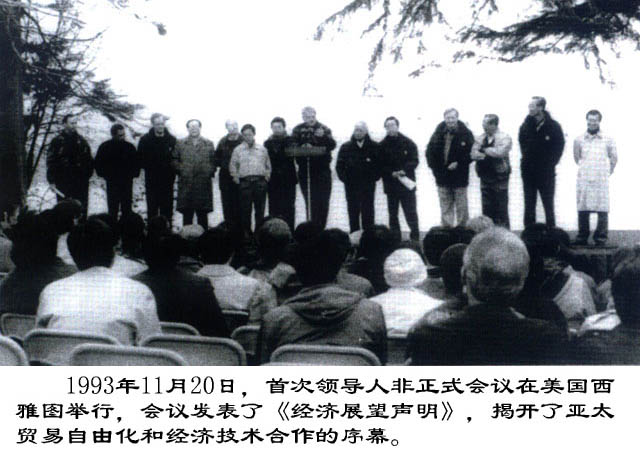 1993年11月20日，首次领导人非正式会议在美国西
雅图举行，会议发表了《经济展望声明》，揭开了亚太
贸易自由化和经济技术合作的序幕。